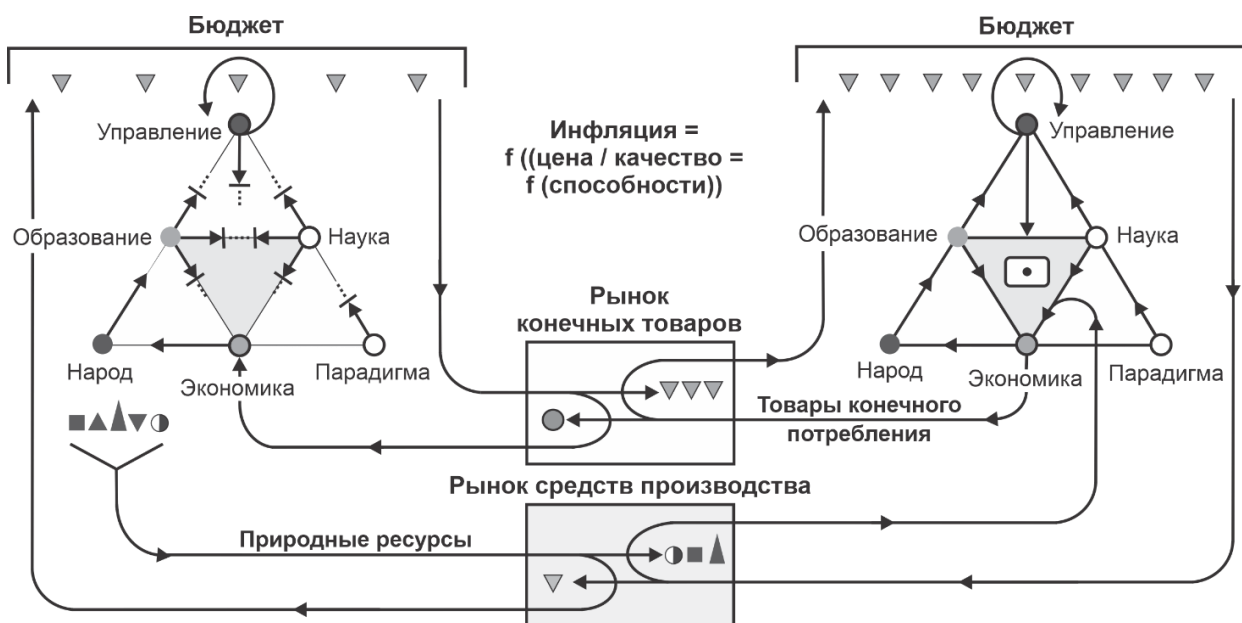 Бюджет
Бюджет
Управление
Инфляция =
f ((цена / качество =
f (способности))
Управление
Образование
Наука
Образование
Наука
Рынок
конечных товаров
Народ
Экономика
Парадигма
Народ
Экономика
Парадигма
Товары конечного
потребления
Рынок средств производства
Природные ресурсы